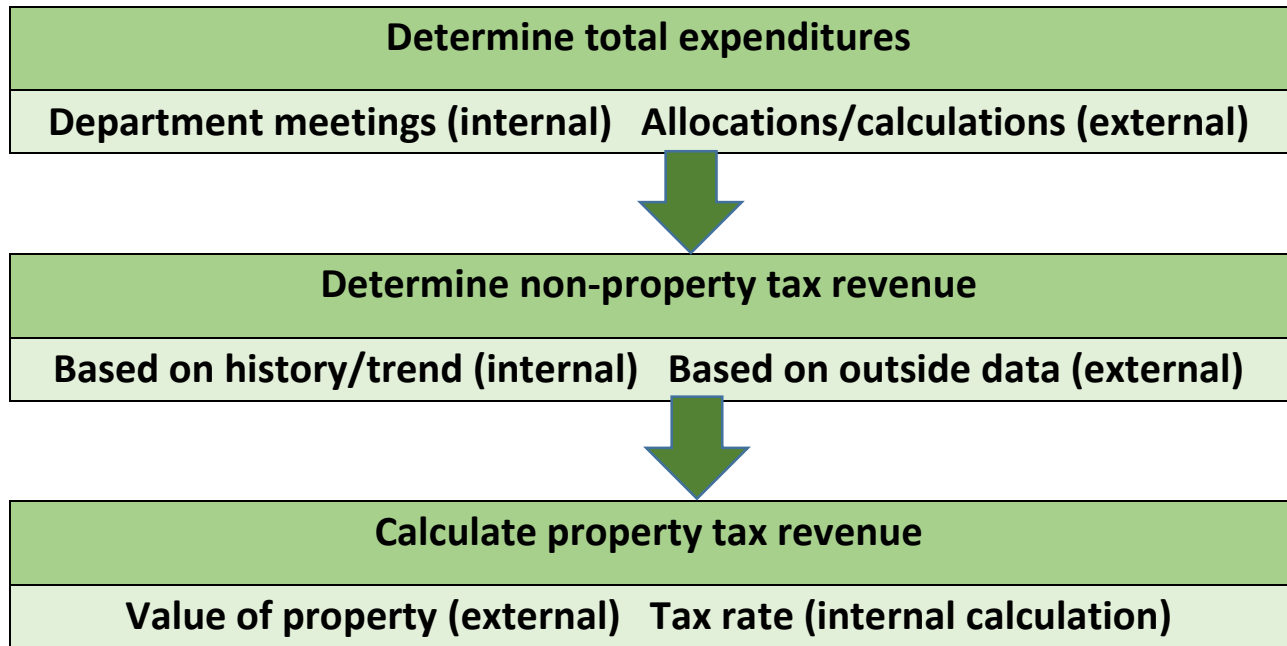 Determine total expenditures
Department meetings (internal) Allocations/calculations (external)
Determine non-property tax revenue
Based on history/trend (internal) Based on outside data (external)
Calculate property tax revenue
Value of property (external) Tax rate (internal calculation)